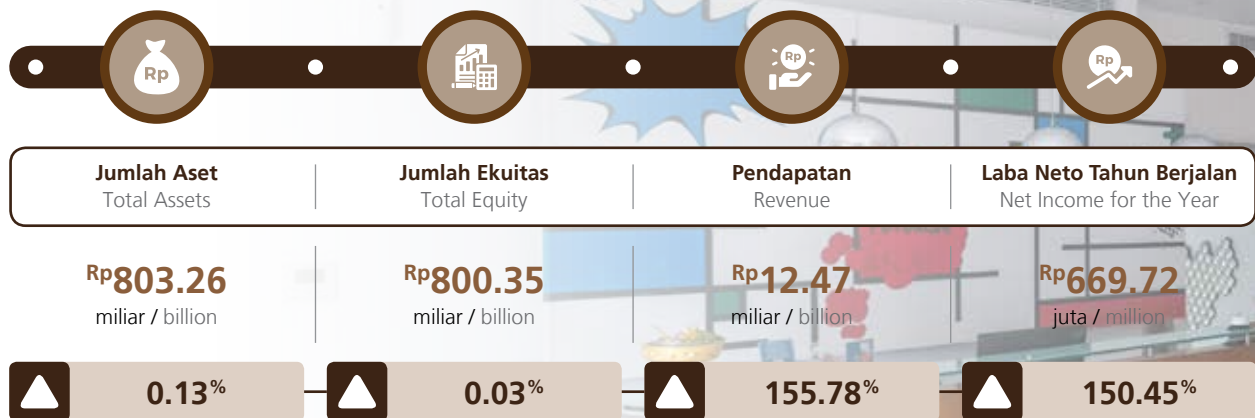 Rp
Rp
Rp
Jumlah Aset
Total Assets
Jumlah Ekuitas
Total Equity
Pendapatan
Revenue
Laba Neto Tahun Berjalan
Net Income for the Year
Rp803.26
miliar / billion
Rp800.35
miliar / billion
Rp12.47
miliar / billion
Rp669.72
juta / million
0.13%
0.03%
155.78%
150.45%